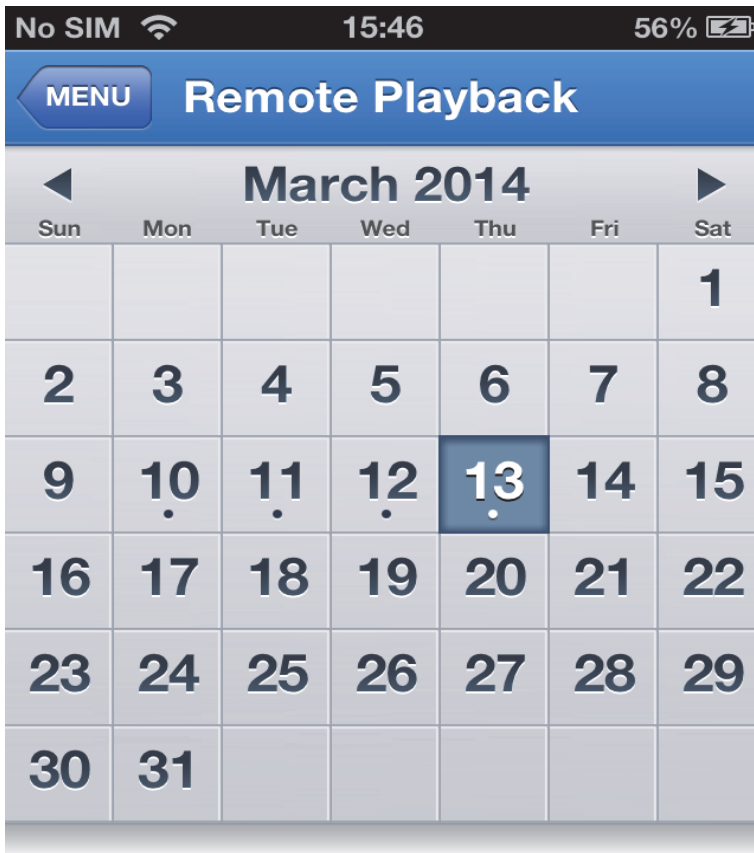 No SIM 15:46 56%
MENU Remote Playback
March 2014
Sun Mon Tue Wed Thu Fri Sat
1
2 3 4 5 6 7 8
9 10 11 12 13 14 15
16 17 18 19 20 21 22
23 24 25 26 27 28 29
30 31